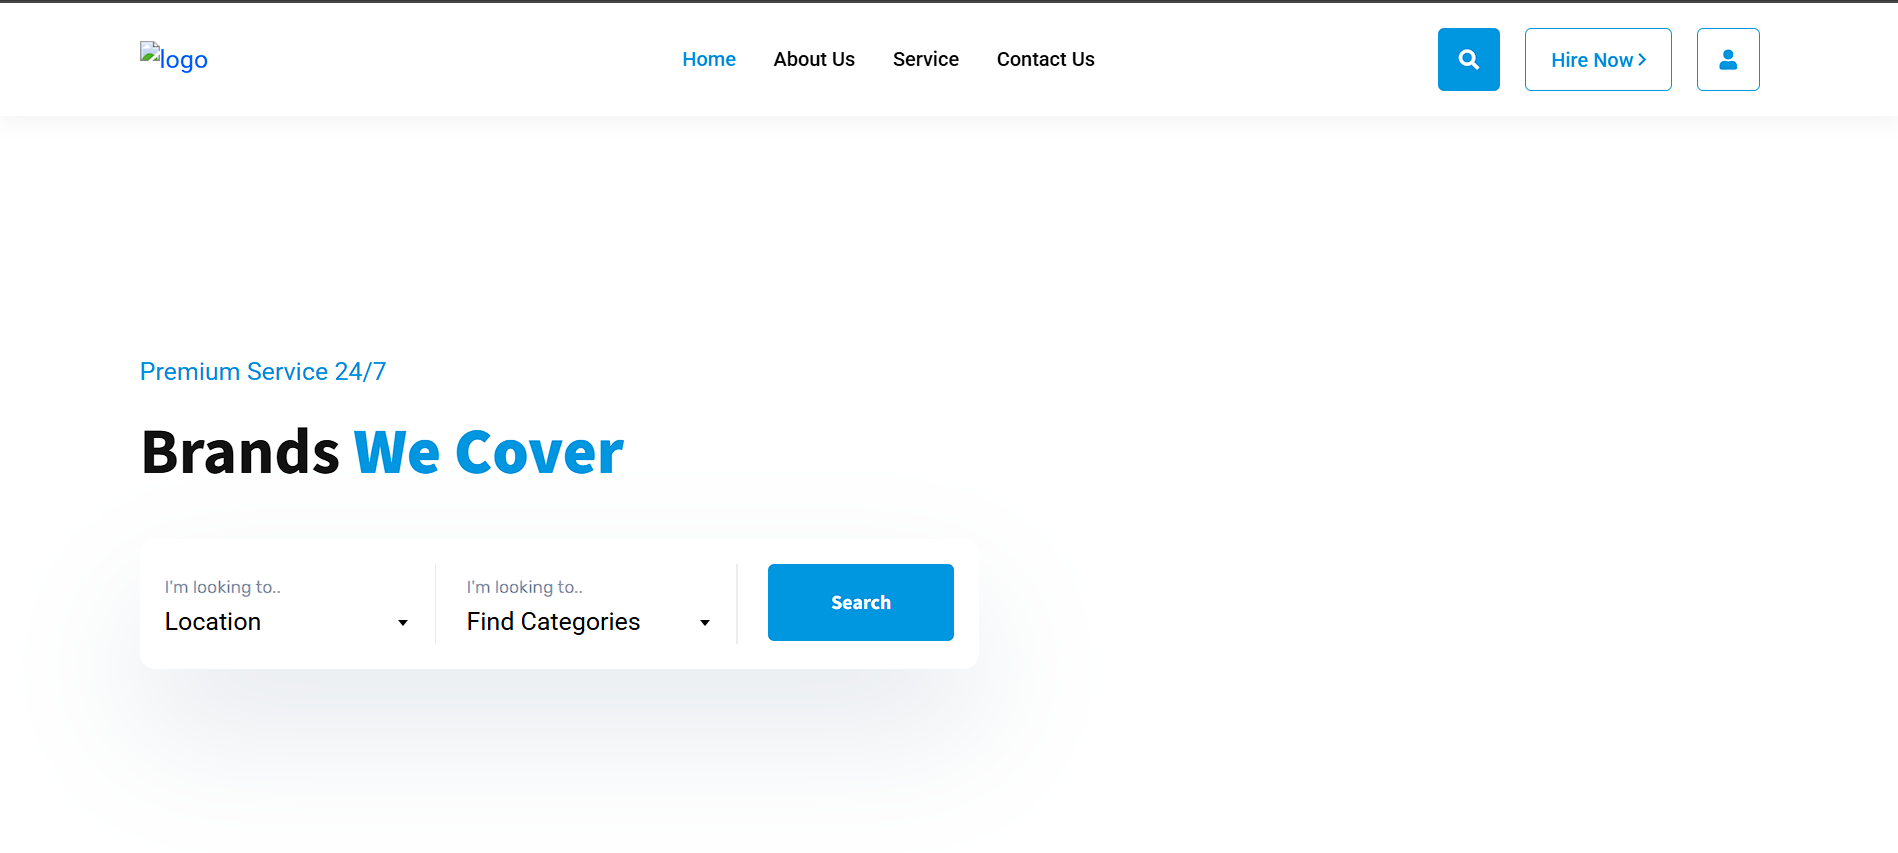 logo
Home
About Us
Service
Contact Us
Hire Now
Premium Service 24/7
Brands We Cover
I'm looking to..
Location
I'm looking to..
Find Categories
Search